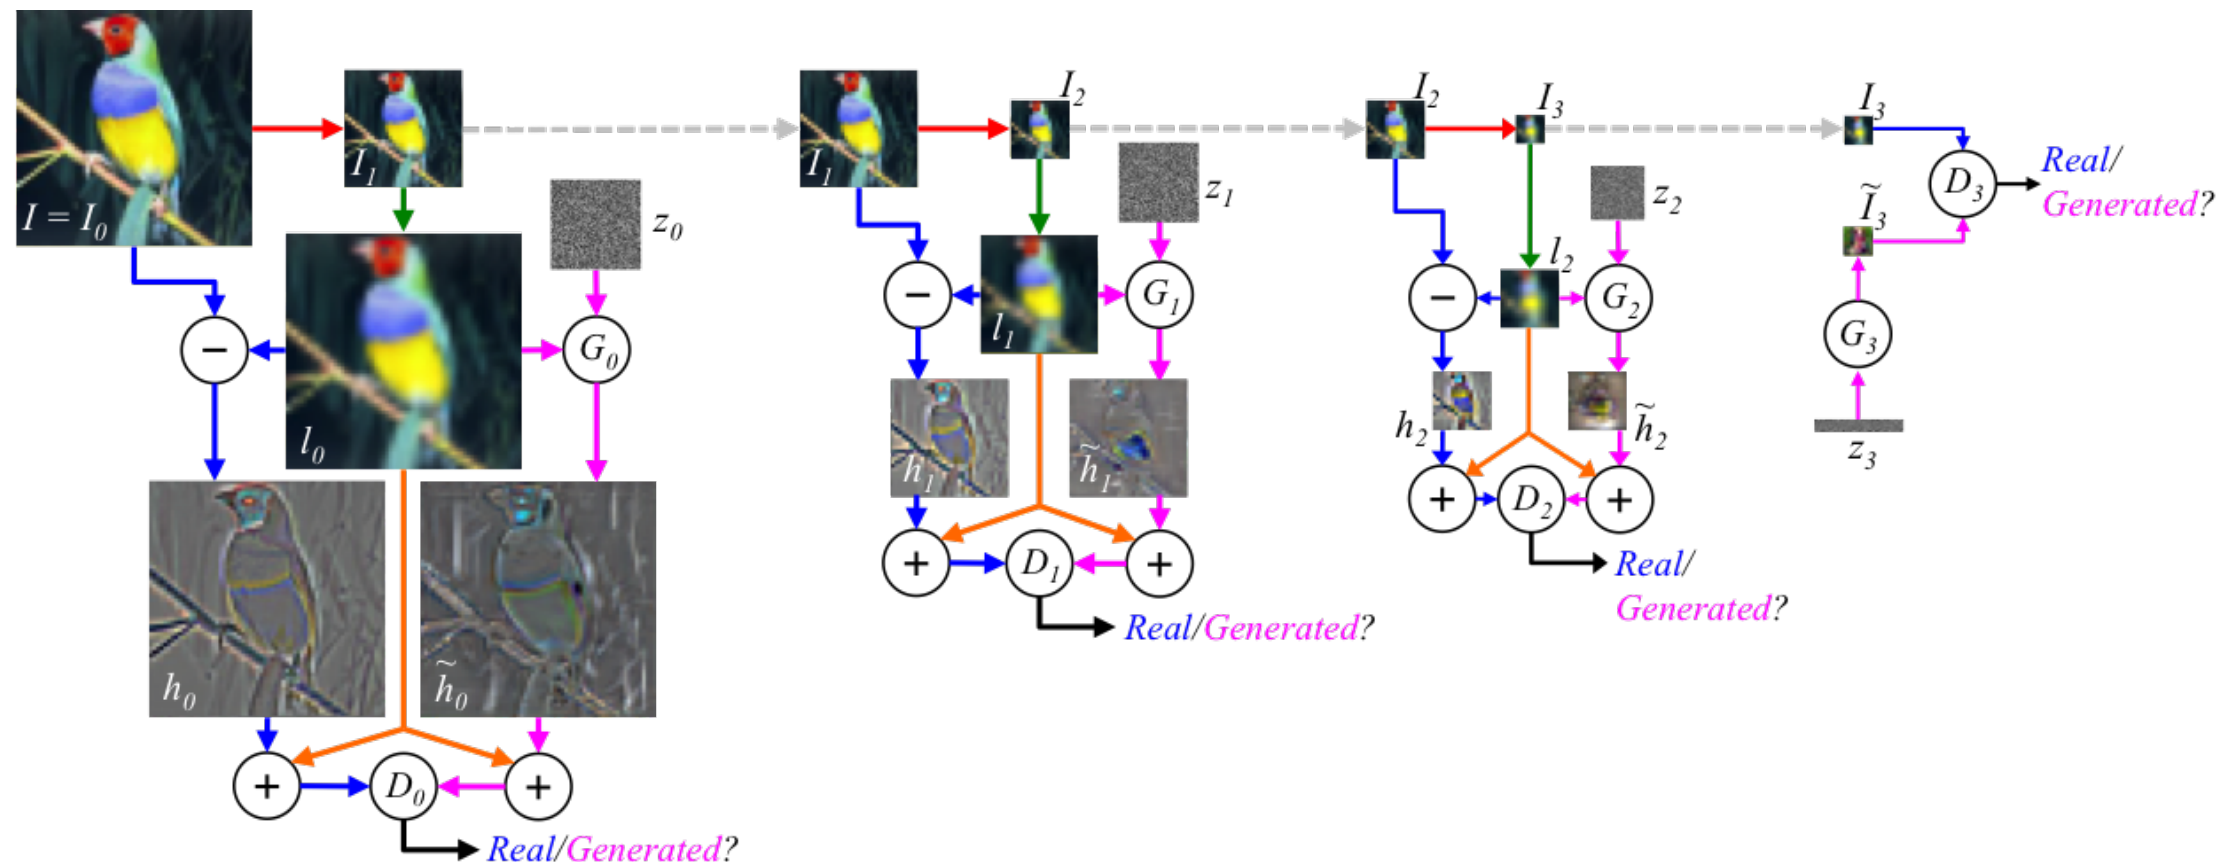 I = I₀
I₁
l₀
z₀
−
G₀
h₀
h̃₀
+
D₀
+
Real/Generated?
I₁
I₂
z₁
−
l₁
G₁
h₁
h̃₁
+
D₁
+
Real/Generated?
I₂
I₃
z₂
−
l₂
G₂
h₂
h̃₂
+
D₂
+
Real/
Generated?
I₃
D₃
Real/
Generated?
Ĩ₃
G₃
z₃